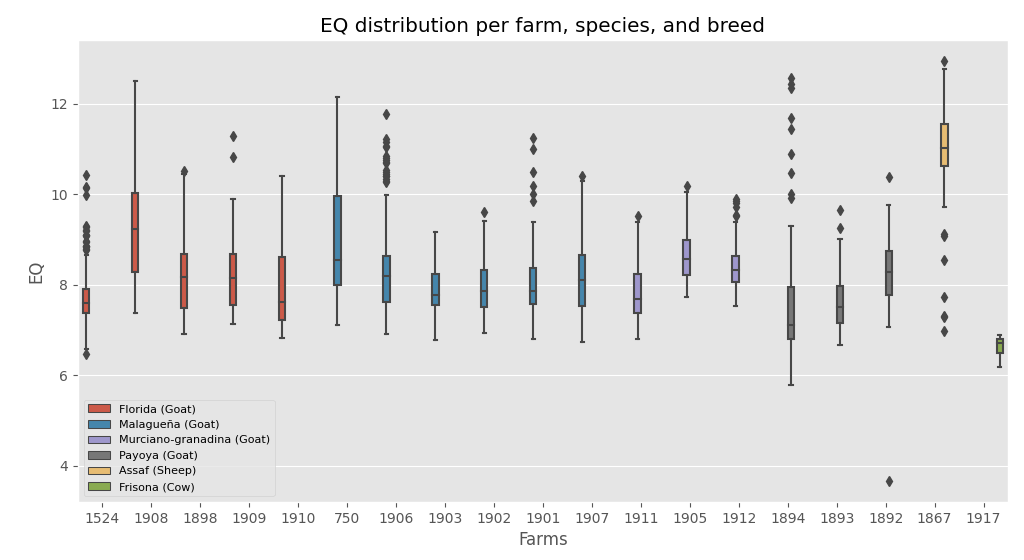 EQ distribution per farm, species, and breed
EQ
12
10
8
6
4
Florida (Goat)
Malagueña (Goat)
Murciano-granadina (Goat)
Payoya (Goat)
Assaf (Sheep)
Frisona (Cow)
1524 1908 1898 1909 1910 750 1906 1903 1902 1901 1907 1911 1905 1912 1894 1893 1892 1867 1917
Farms